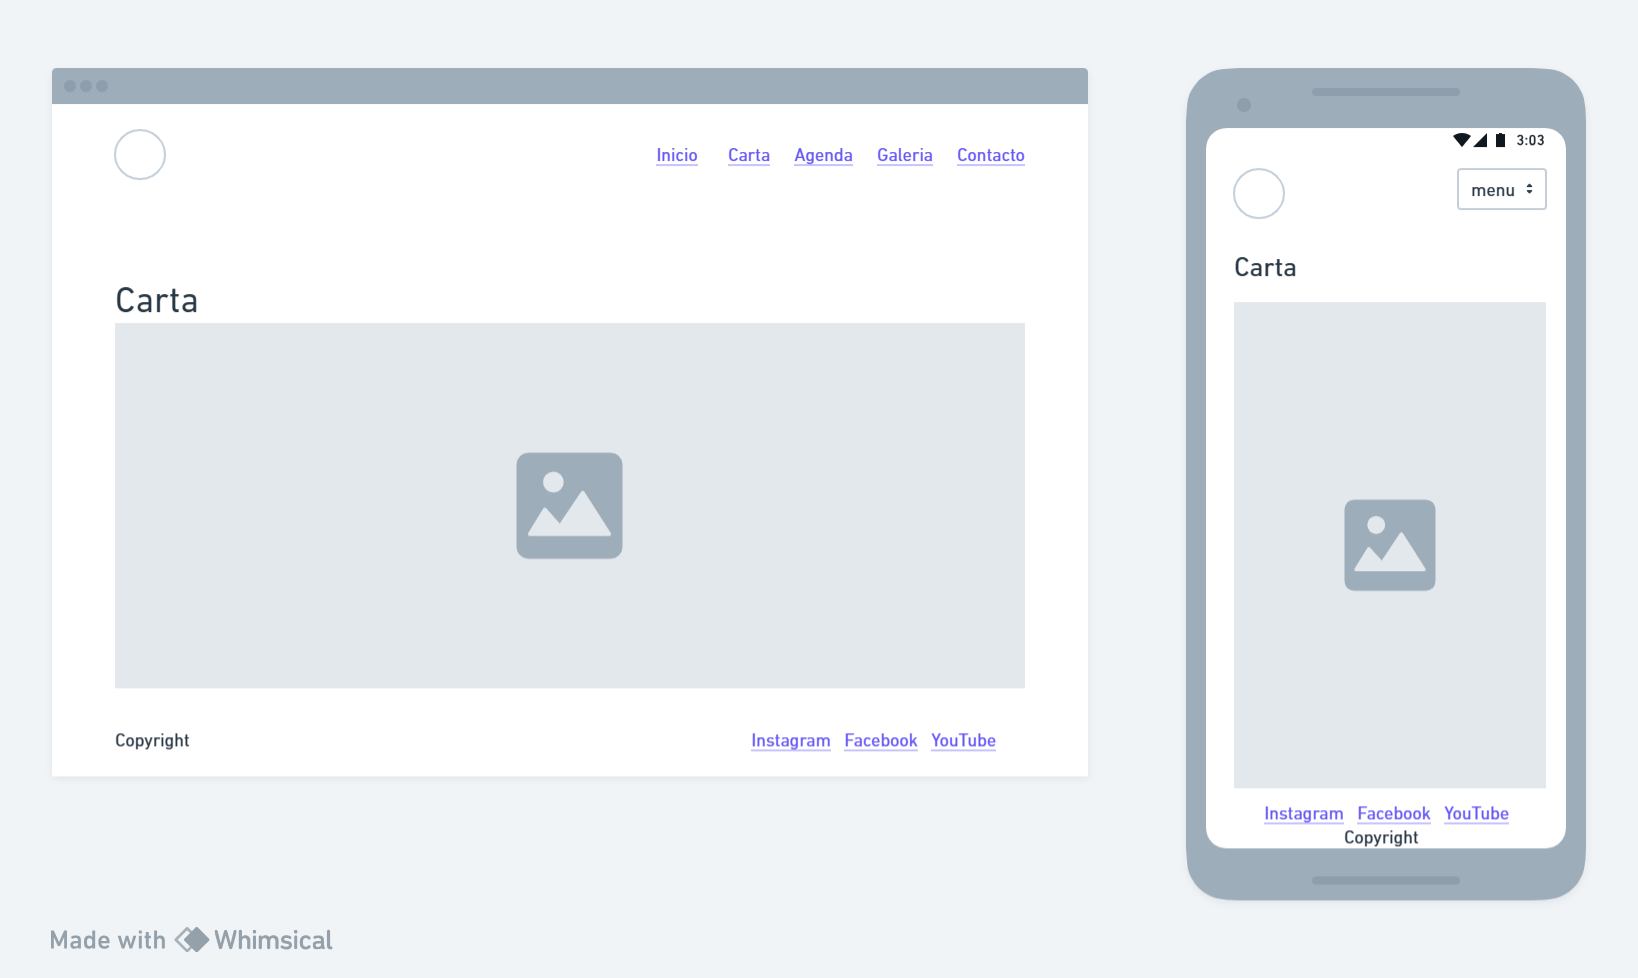 Inicio Carta Agenda Galeria Contacto
Carta
Copyright Instagram Facebook YouTube
3:03
menu
Carta
Instagram Facebook YouTube
Copyright
Made with Whimsical